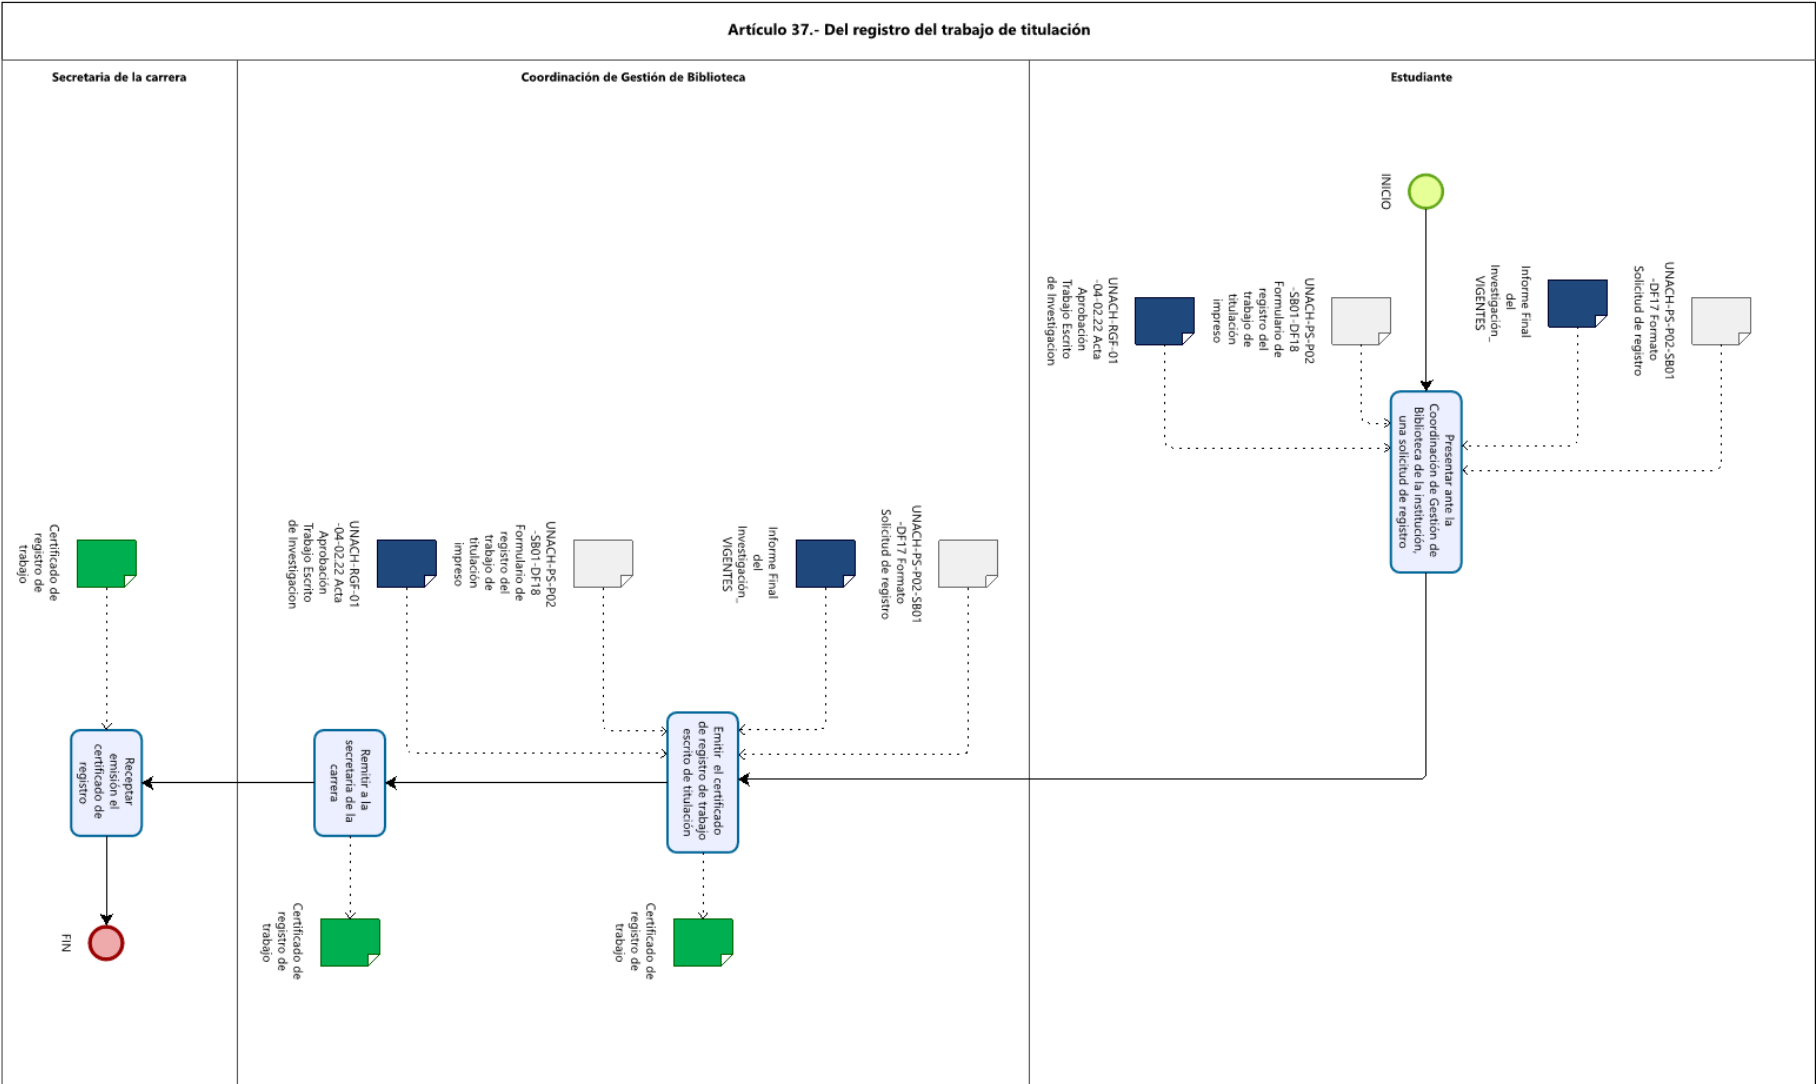 Artículo 37.- Del registro del trabajo de titulación
Secretaria de la carrera
Coordinación de Gestión de Biblioteca
Estudiante
INICIO
UNACH-RGF-01
-04-02.22 Acta
Aprobación
Trabajo Escrito
de Investigacion
UNACH-PS-P02
-SB01-DF18
Formulario de
registro del
trabajo de
titulación
impreso
Informe Final
del
Investigación_
VIGENTES
UNACH-PS-P02-SB01
-DF17 Formato
Solicitud de registro
Presentar ante la
Coordinación de Gestión de
Biblioteca de la institución,
una solicitud de registro
UNACH-RGF-01
-04-02.22 Acta
Aprobación
Trabajo Escrito
de Investigacion
UNACH-PS-P02
-SB01-DF18
Formulario de
registro del
trabajo de
titulación
impreso
Informe Final
del
Investigación_
VIGENTES
UNACH-PS-P02-SB01
-DF17 Formato
Solicitud de registro
Emitir el certificado
de registro de trabajo
escrito de titulación
Certificado de
registro de
trabajo
Remitir a la
secretaria de la
carrera
Certificado de
registro de
trabajo
Certificado de
registro de
trabajo
Receptar
emisión el
certificado de
registro
FIN